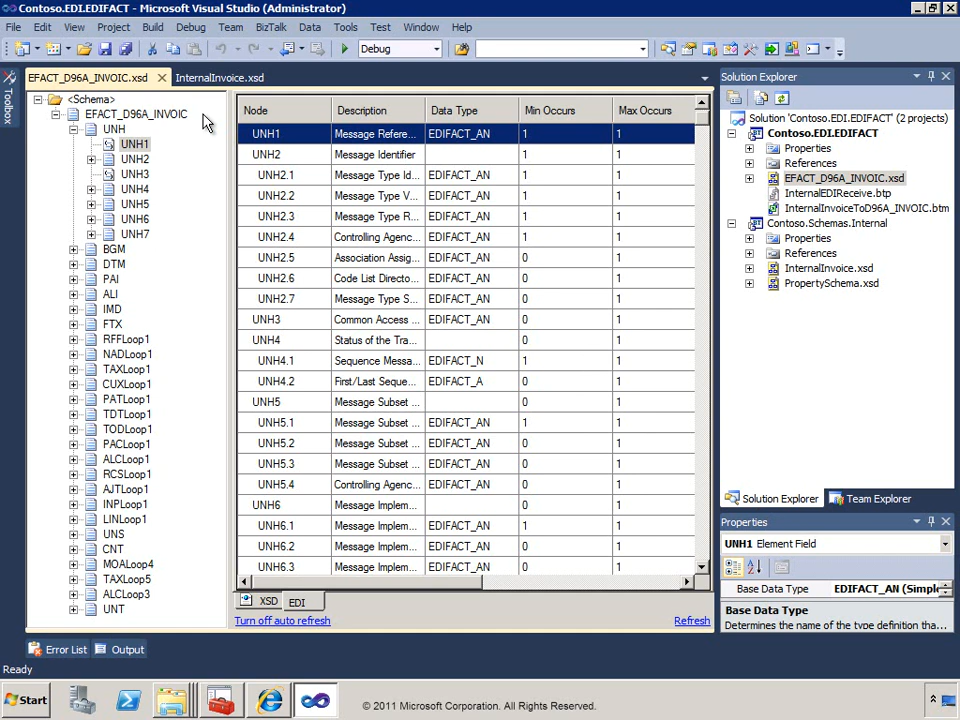 Contoso.EDI.EDIFACT - Microsoft Visual Studio (Administrator)
File Edit View Project Build Debug Team BizTalk Data Tools Test Window Help
Debug
EFACT_D96A_INVOIC.xsd
InternalInvoice.xsd
Toolbox
<Schema>
EFACT_D96A_INVOIC
UNH
UNH1
UNH2
UNH3
UNH4
UNH5
UNH6
UNH7
BGM
DTM
PAI
ALI
IMD
FTX
RFFLoop1
NADLoop1
TAXLoop1
CUXLoop1
PATLoop1
TDTLoop1
TODLoop1
PACLoop1
ALCLoop1
RCSLoop1
AJTLoop1
INPLoop1
LINLoop1
UNS
CNT
MOALoop4
TAXLoop5
ALCLoop3
UNT
Node Description Data Type Min Occurs Max Occurs
UNH1 Message Refere... EDIFACT_AN 1 1
UNH2 Message Identifier 1 1
UNH2.1 Message Type Id... EDIFACT_AN 1 1
UNH2.2 Message Type V... EDIFACT_AN 1 1
UNH2.3 Message Type R... EDIFACT_AN 1 1
UNH2.4 Controlling Agenc... EDIFACT_AN 1 1
UNH2.5 Association Assig... EDIFACT_AN 0 1
UNH2.6 Code List Directo... EDIFACT_AN 0 1
UNH2.7 Message Type S... EDIFACT_AN 0 1
UNH3 Common Access ... EDIFACT_AN 0 1
UNH4 Status of the Tra... 0 1
UNH4.1 Sequence Messa... EDIFACT_N 1 1
UNH4.2 First/Last Seque... EDIFACT_A 0 1
UNH5 Message Subset ... 0 1
UNH5.1 Message Subset ... EDIFACT_AN 1 1
UNH5.2 Message Subset ... EDIFACT_AN 0 1
UNH5.3 Message Subset ... EDIFACT_AN 0 1
UNH5.4 Controlling Agenc... EDIFACT_AN 0 1
UNH6 Message Implem... 0 1
UNH6.1 Message Implem... EDIFACT_AN 1 1
UNH6.2 Message Implem... EDIFACT_AN 0 1
UNH6.3 Message Implem... EDIFACT_AN 0 1
XSD EDI
Turn off auto refresh
Refresh
Solution Explorer
Solution 'Contoso.EDI.EDIFACT' (2 projects)
Contoso.EDI.EDIFACT
Properties
References
EFACT_D96A_INVOIC.xsd
InternalEDIReceive.btp
InternalInvoiceToD96A_INVOIC.btm
Contoso.Schemas.Internal
Properties
References
InternalInvoice.xsd
PropertySchema.xsd
Solution Explorer
Team Explorer
Properties
UNH1 Element Field
Base Data Type EDIFACT_AN (Simple
Base Data Type
Determines the name of the type definition tha...
Error List
Output
Ready
Start
© 2011 Microsoft Corporation. All rights reserved.